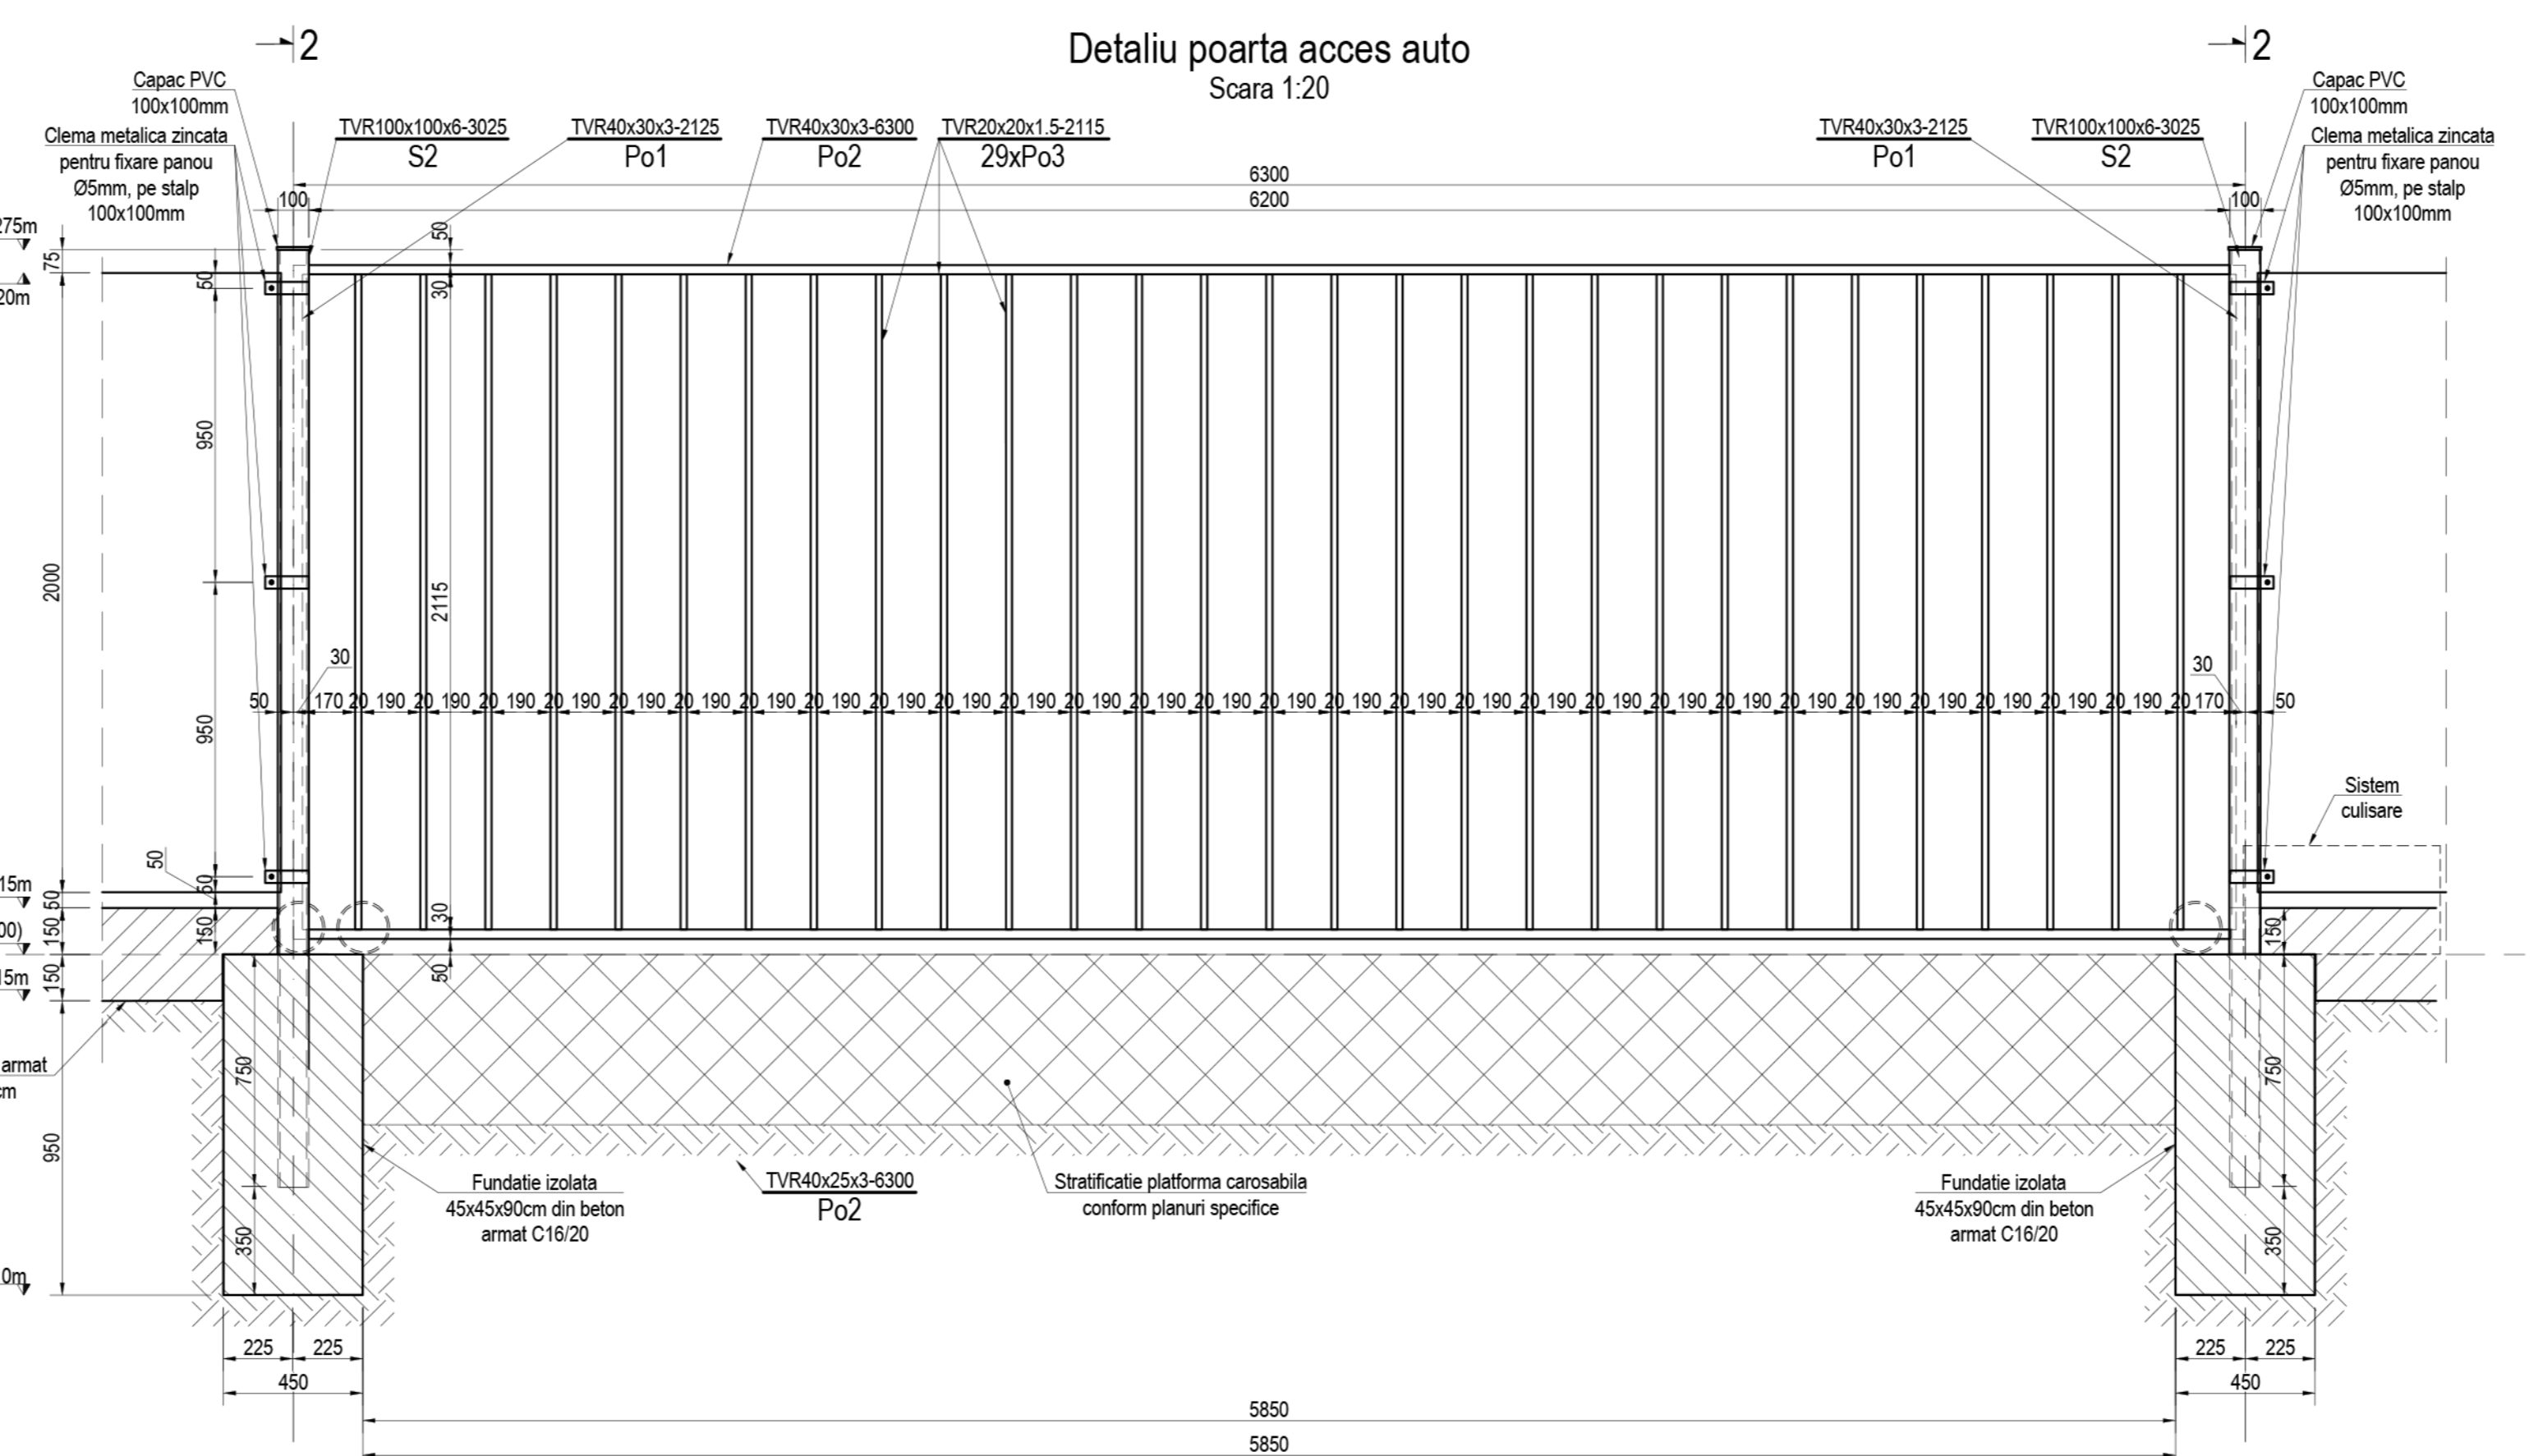 2
Detaliu poarta acces auto
2
Scara 1:20
Capac PVC
100x100mm
Clema metalica zincata
pentru fixare panou
Ø5mm, pe stalp
100x100mm
TVR100x100x6-3025
S2
TVR40x30x3-2125
Po1
TVR40x30x3-6300
Po2
TVR20x20x1.5-2115
29xPo3
TVR40x30x3-2125
Po1
TVR100x100x6-3025
S2
Capac PVC
100x100mm
Clema metalica zincata
pentru fixare panou
Ø5mm, pe stalp
100x100mm
6300
100 6200 100
275m
75
20m
50
50
30
950
2000
2115
30
30
50 170 20 190 20 190 20 190 20 190 20 190 20 190 20 190 20 190 20 190 20 190 20 190 20 190 20 190 20 190 20 190 20 190 20 190 20 190 20 190 20 190 20 190 20 190 20 190 20 190 20 190 20 190 20 190 20 190 20 170 50
950
Sistem
culisare
50
50
15m
50
30
150
150
00)
150
150
15m
50
armat
cm
750
750
950
Fundatie izolata
45x45x90cm din beton
armat C16/20
TVR40x25x3-6300
Po2
Stratificatie platforma carosabila
conform planuri specifice
Fundatie izolata
45x45x90cm din beton
armat C16/20
350
350
0m
225 225
450
225 225
450
5850
5850